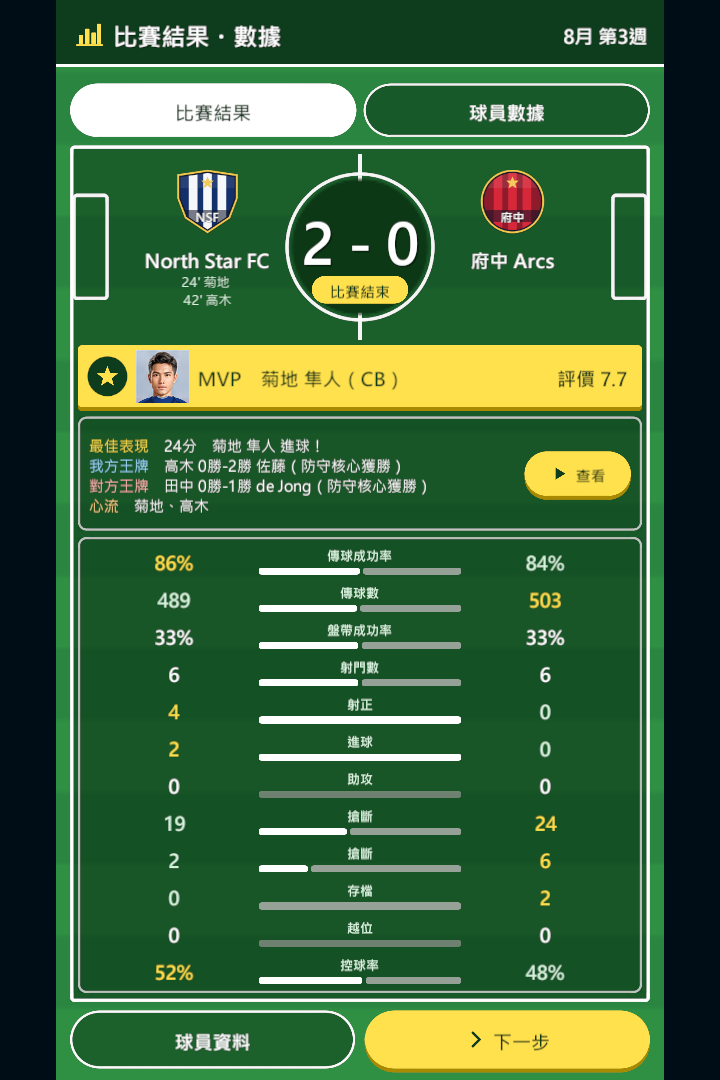 比賽結果・數據
8月 第3週
比賽結果
球員數據
NSF
府中
North Star FC
2 - 0
府中 Arcs
24' 菊地
42' 高木
比賽結束
MVP 菊地 隼人 ( CB )
評價 7.7
最佳表現 24分 菊地 隼人 進球！
我方王牌 高木 0勝-2勝 佐藤 ( 防守核心獲勝 )
對方王牌 田中 0勝-1勝 de Jong ( 防守核心獲勝 )
心流 菊地、高木
查看
86% 傳球成功率 84%
489 傳球數 503
33% 盤帶成功率 33%
6 射門數 6
4 射正 0
2 進球 0
0 助攻 0
19 搶斷 24
2 搶斷 6
0 存檔 2
0 越位 0
52% 控球率 48%
球員資料
下一步